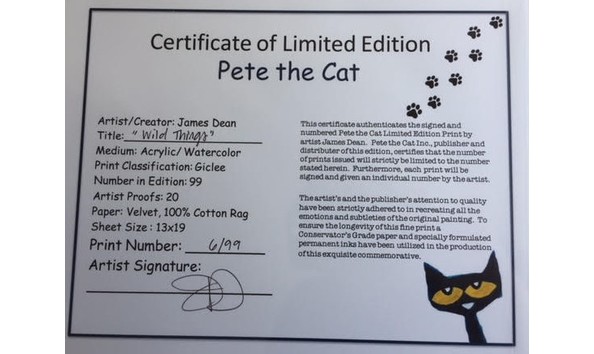 Certificate of Limited Edition
Pete the Cat
Artist/Creator: James Dean
Title: "Wild Things"
Medium: Acrylic/ Watercolor
Print Classification: Giclee
Number in Edition: 99
Artist Proofs: 20
Paper: Velvet, 100% Cotton Rag
Sheet Size : 13x19
Print Number: 6/99
Artist Signature:
This certificate authenticates the signed and
numbered Pete the Cat Limited Edition Print by
artist James Dean. Pete the Cat Inc., publisher and
distributer of this edition, certifies that the number
of prints issued will strictly be limited to the number
stated herein. Furthermore, each print will be
signed and given an individual number by the artist.
The artist's and the publisher's attention to quality
have been strictly adhered to in recreating all the
emotions and subtleties of the original painting. To
ensure the longevity of this fine print a
Conservator's Grade paper and specially formulated
permanent inks have been utilized in the production
of this exquisite commemorative.